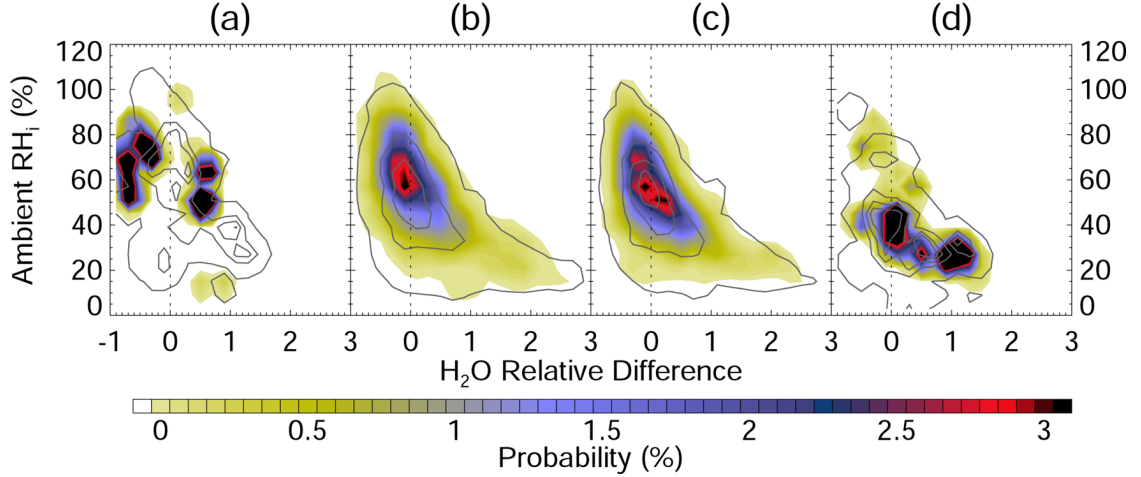 (a) (b) (c) (d)
120 120
100 100
80 80
60 60
40 40
20 20
0 0
Ambient RHi (%)
-1 0 1 2 3 0 1 2 3 0 1 2 3 0 1 2 3
H2O Relative Difference
0 0.5 1 1.5 2 2.5 3
Probability (%)